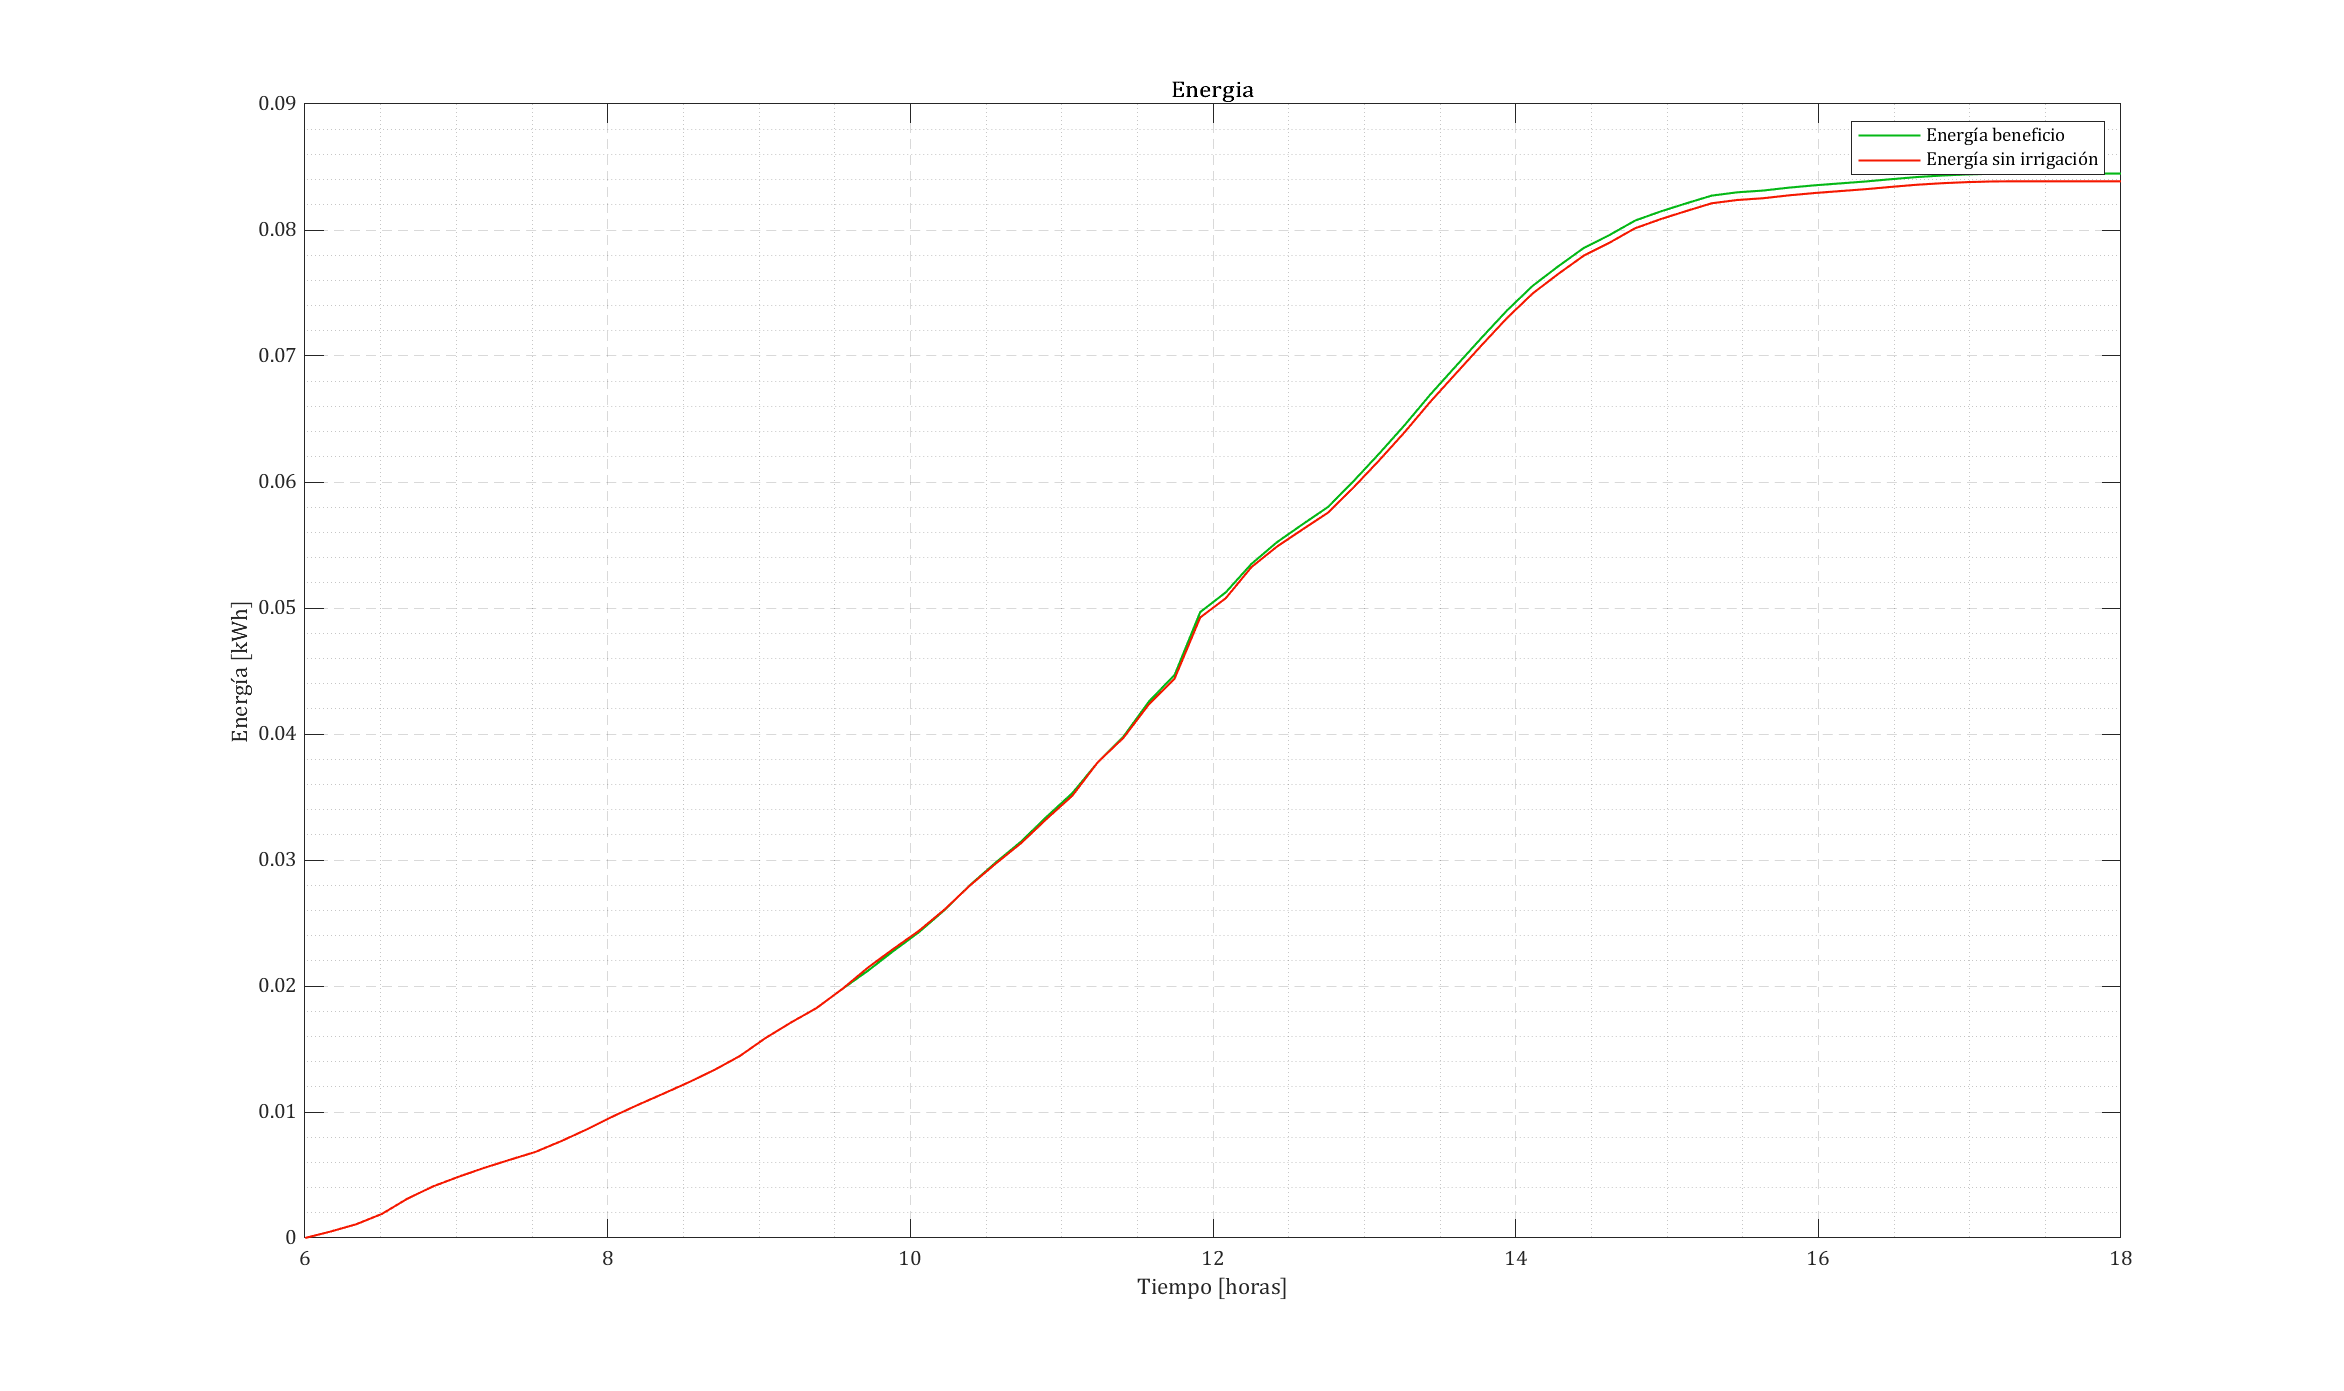 Energia
0.09
0.08
0.07
0.06
0.05
0.04
0.03
0.02
0.01
0
Energía [kWh]
Energía beneficio
Energía sin irrigación
6 8 10 12 14 16 18
Tiempo [horas]